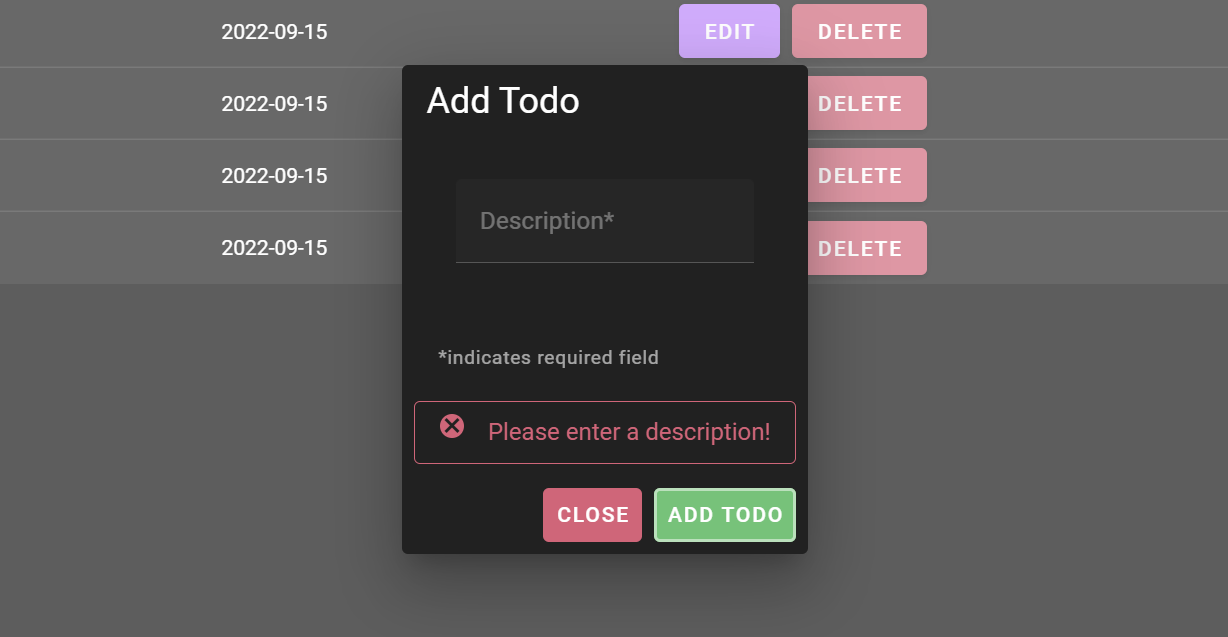 2022-09-15 EDIT DELETE
Add Todo
2022-09-15 DELETE
2022-09-15 DELETE
Description*
2022-09-15 DELETE
*indicates required field
Please enter a description!
CLOSE ADD TODO